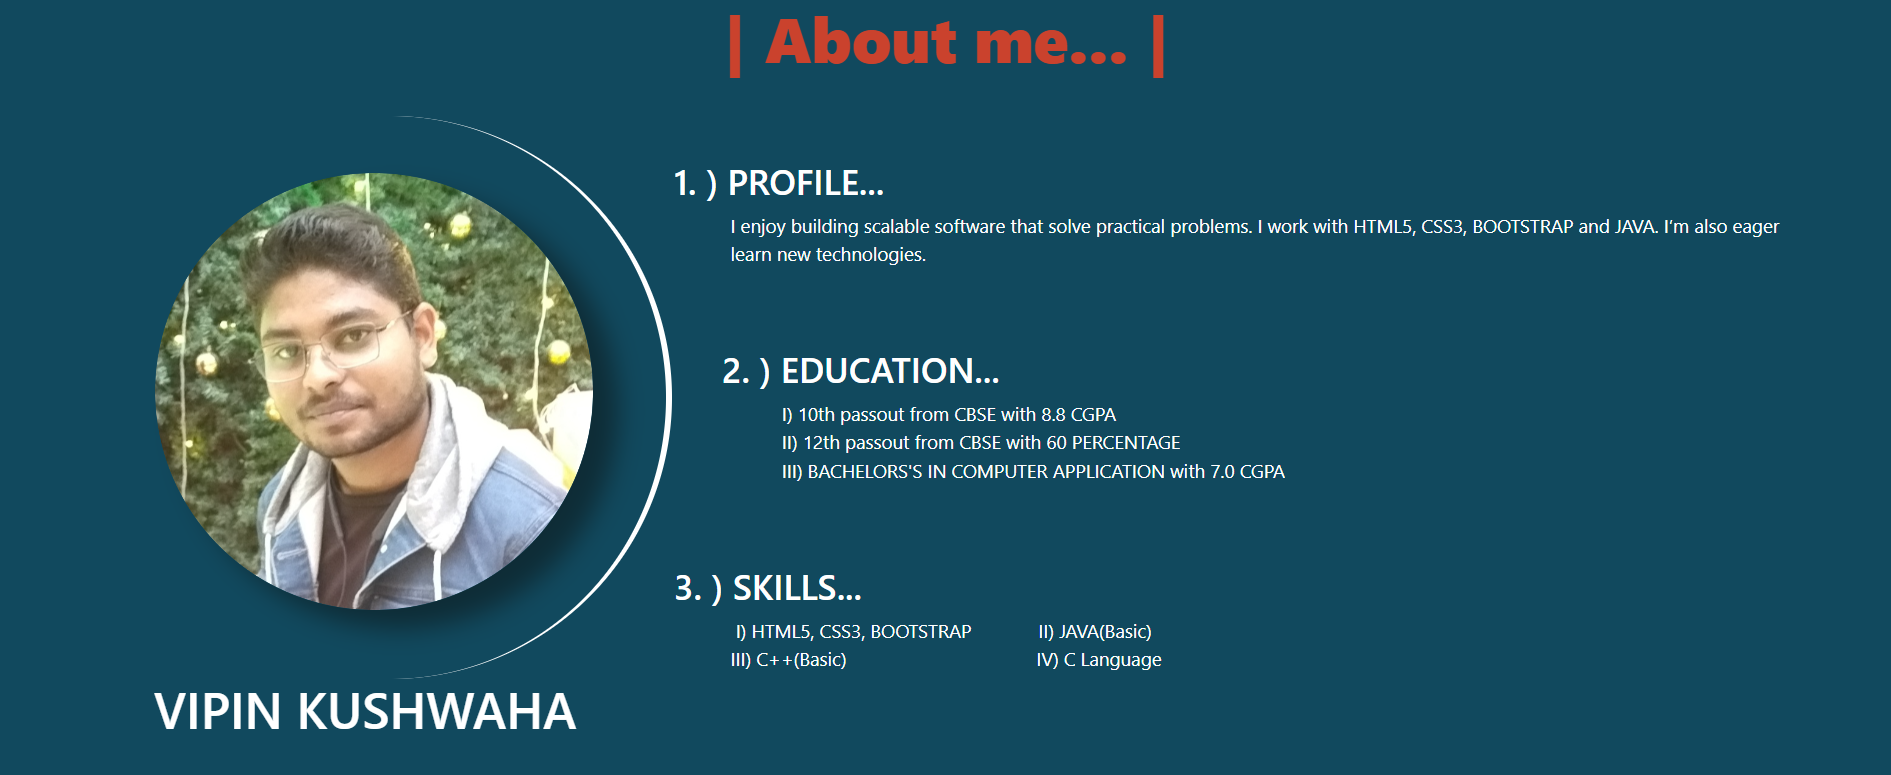 | About me... |
1. ) PROFILE...
I enjoy building scalable software that solve practical problems. I work with HTML5, CSS3, BOOTSTRAP and JAVA. I’m also eager
learn new technologies.
2. ) EDUCATION...
I) 10th passout from CBSE with 8.8 CGPA
II) 12th passout from CBSE with 60 PERCENTAGE
III) BACHELORS'S IN COMPUTER APPLICATION with 7.0 CGPA
3. ) SKILLS...
I) HTML5, CSS3, BOOTSTRAP II) JAVA(Basic)
III) C++(Basic) IV) C Language
VIPIN KUSHWAHA